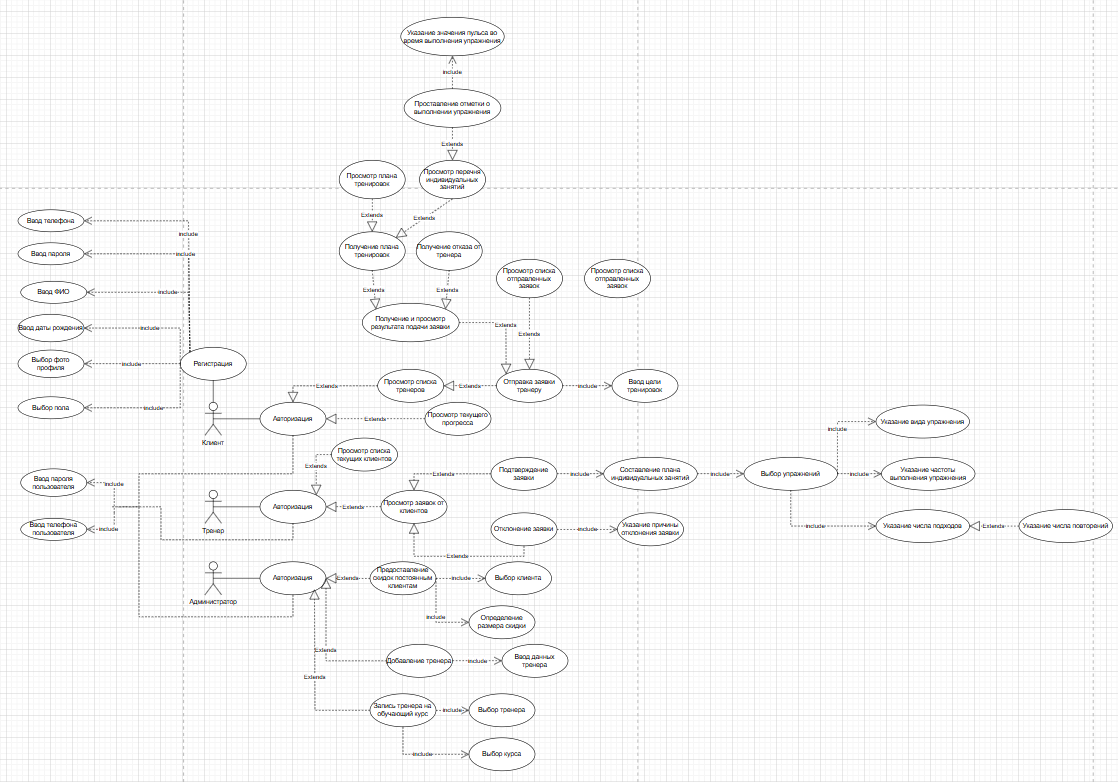 Указание значения пульса во
время выполнения упражнения
include
Проставление отметки о
выполнении упражнения
Extends
Просмотр плана
тренировок
Просмотр перечня
индивидуальных
занятий
Extends
Extends
Ввод телефона
include
Получение плана
тренировок
Получение отказа от
тренера
Ввод пароля
include
Просмотр списка
отправленных
заявок
Просмотр списка
отправленных
заявок
Ввод ФИО
include
Extends
Extends
Получение и просмотр
результата подачи заявки
Extends
Extends
Ввод даты рождения
include
Выбор фото
профиля
include
Регистрация
Просмотр списка
тренеров
Extends
Extends
Отправка заявки
тренеру
include
Ввод цели
тренировок
Выбор пола
include
Клиент
Авторизация
Extends
Просмотр текущего
прогресса
Указание вида упражнения
include
Просмотр списка
текущих клиентов
Extends
Extends
Подтверждение
заявки
include
Составление плана
индивидуальных занятий
include
Выбор упражнений
include
Указание частоты
выполнения упражнения
Ввод пароля
пользователя
include
Тренер
Авторизация
Extends
Просмотр заявок от
клиентов
Ввод телефона
пользователя
include
Отклонение заявки
include
Указание причины
отклонения заявки
include
Указание числа подходов
Extends
Указание числа повторений
Extends
Администратор
Авторизация
Extends
Предоставление
скидок постоянным
клиентам
include
Выбор клиента
include
Определение
размера скидки
Extends
Добавление тренера
include
Ввод данных
тренера
Extends
Запись тренера на
обучающий курс
include
Выбор тренера
include
Выбор курса